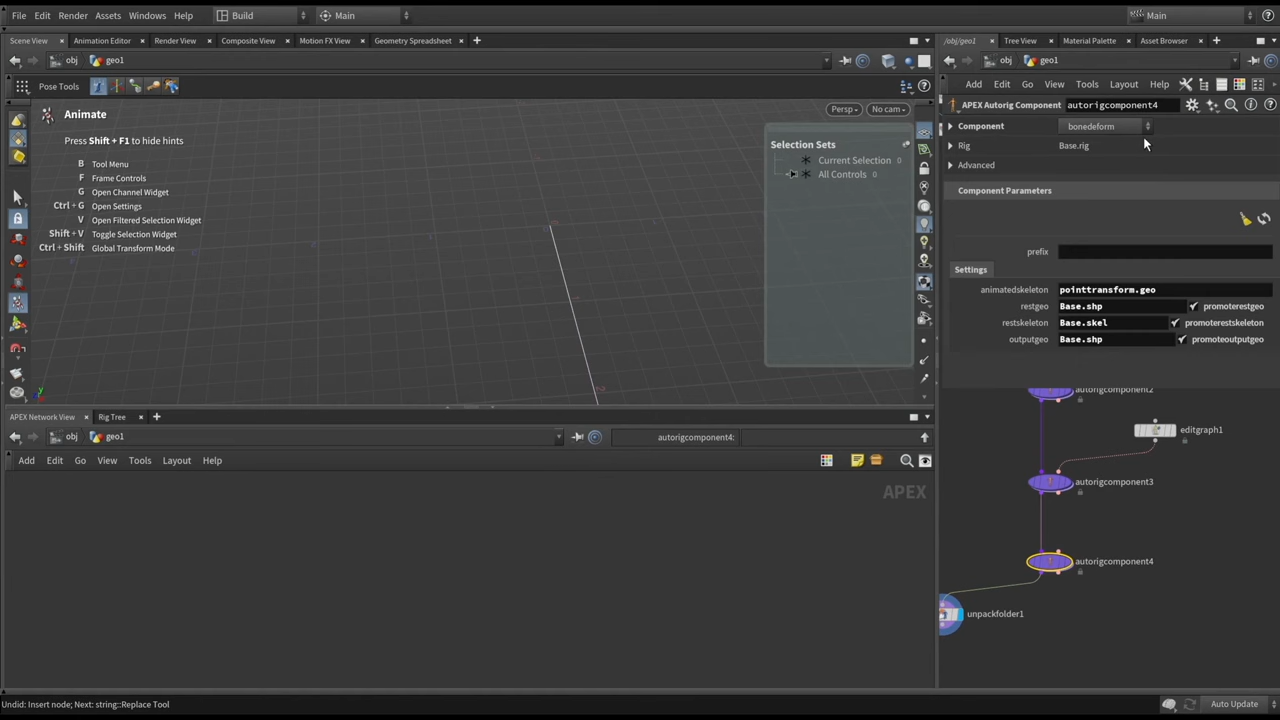 File Edit Render Assets Windows Help Build Main Main
Scene View Animation Editor Render View Composite View Motion FX View Geometry Spreadsheet
/obj/geo1 Tree View Material Palette Asset Browser
obj geo1
obj geo1
Pose Tools
Add Edit Go View Tools Layout Help
APEX Autorig Component autorigcomponent4
Animate
Persp No cam
Press Shift + F1 to hide hints
B Tool Menu
F Frame Controls
G Open Channel Widget
Ctrl + G Open Settings
V Open Filtered Selection Widget
Shift + V Toggle Selection Widget
Ctrl + Shift Global Transform Mode
Selection Sets
Current Selection 0
All Controls 0
Component bonedeform
Rig Base.rig
Advanced
Component Parameters
prefix
Settings
animatedskeleton pointtransform.geo
restgeo Base.shp promoterestgeo
restskeleton Base.skel promoterestskeleton
outputgeo Base.shp promoteoutputgeo
autorigcomponent2
editgraph1
autorigcomponent3
autorigcomponent4
unpackfolder1
APEX Network View Rig Tree
obj geo1 autorigcomponent4:
Add Edit Go View Tools Layout Help
APEX
Undid: Insert node; Next: string::Replace Tool
Auto Update